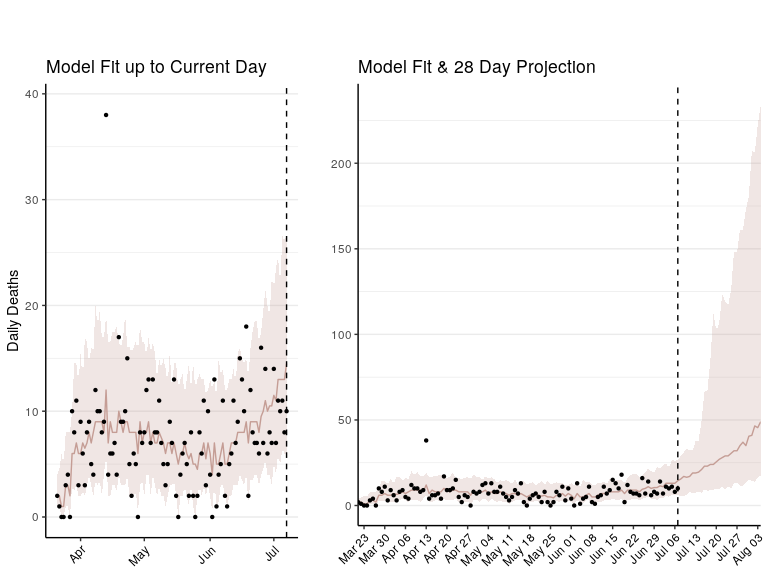 Model Fit up to Current Day
Model Fit & 28 Day Projection
Daily Deaths
40
30
20
10
0
Apr
May
Jun
Jul
200
150
100
50
0
Mar 23
Mar 30
Apr 06
Apr 13
Apr 20
Apr 27
May 04
May 11
May 18
May 25
Jun 01
Jun 08
Jun 15
Jun 22
Jun 29
Jul 06
Jul 13
Jul 20
Jul 27
Aug 03